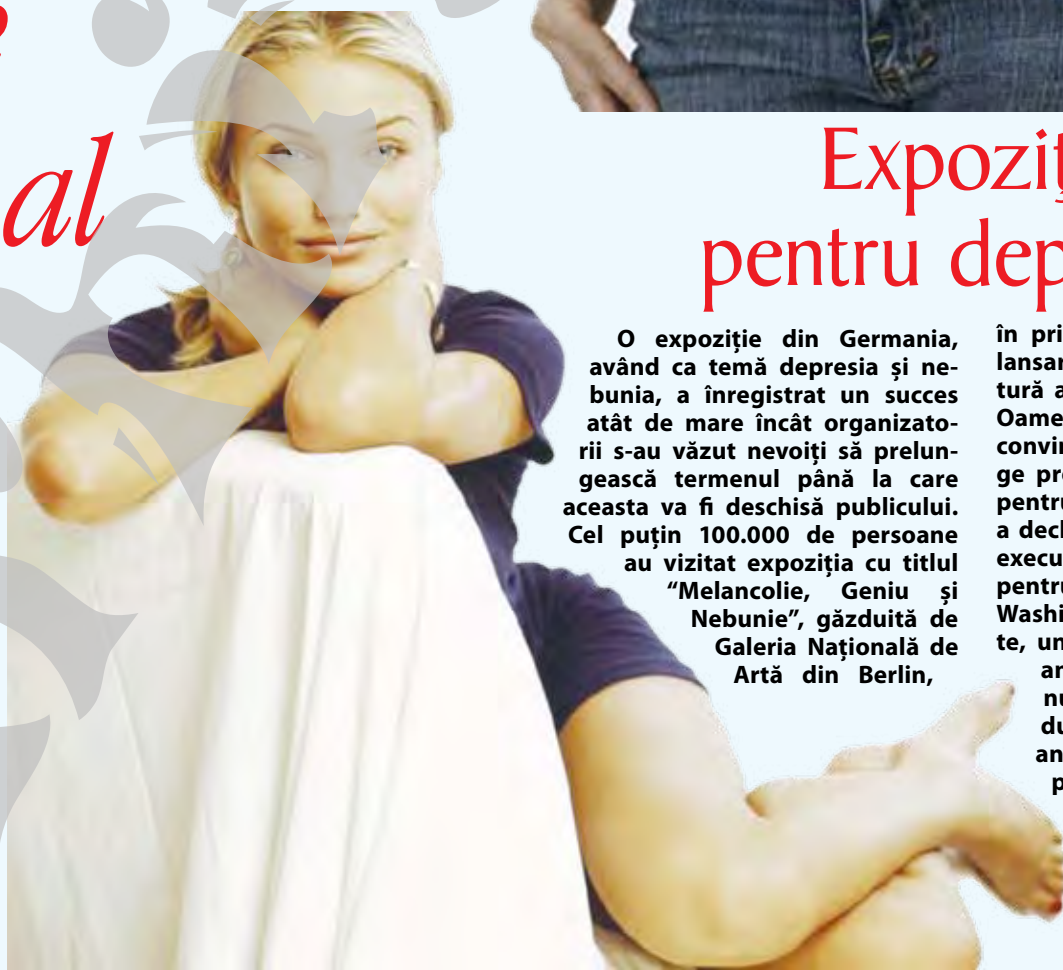 al
Expoziț
pentru dep
O expoziție din Germania,
având ca temă depresia și ne-
bunia, a înregistrat un succes
atât de mare încât organizato-
rii s-au văzut nevoiți să prelun-
gească termenul până la care
aceasta va fi deschisă publicului.
Cel puțin 100.000 de persoane
au vizitat expoziția cu titlul
“Melancolie, Geniu și
Nebunie”, găzduită de
Galeria Națională de
Artă din Berlin,
în pri
lansar
tură a
Oame
convin
ge pro
pentru
a decl
execu
pentru
Washi
te, un
ar
nu
du
an
p